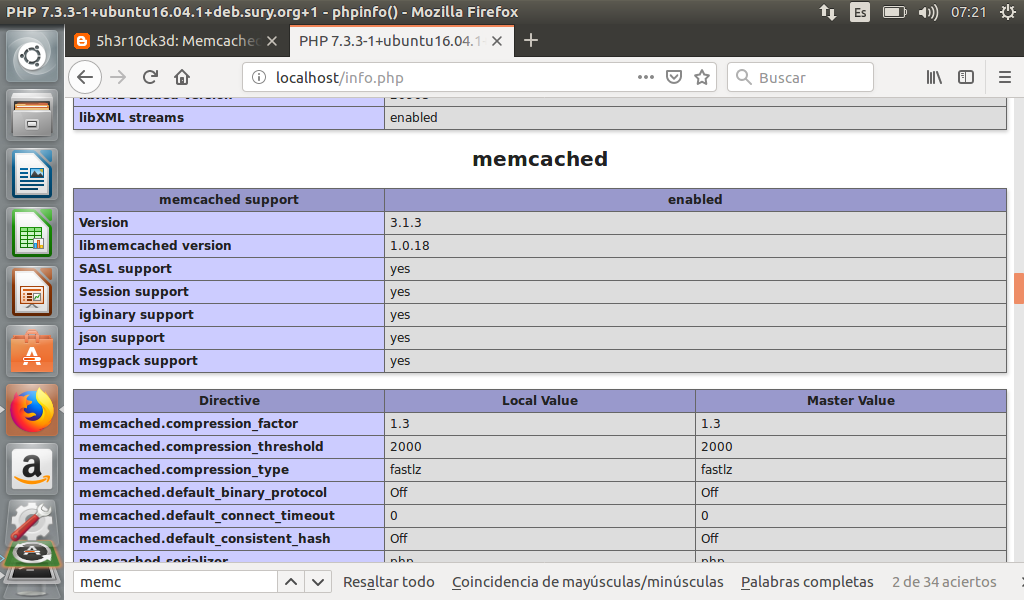 PHP 7.3.3-1+ubuntu16.04.1+deb.sury.org+1 - phpinfo() - Mozilla Firefox
Es
07:21
5h3r10ck3d: Memcached
PHP 7.3.3-1+ubuntu16.04.1-
localhost/info.php
Buscar
libXML streams enabled
memcached
memcached support enabled
Version 3.1.3
libmemcached version 1.0.18
SASL support yes
Session support yes
igbinary support yes
json support yes
msgpack support yes
Directive Local Value Master Value
memcached.compression_factor 1.3 1.3
memcached.compression_threshold 2000 2000
memcached.compression_type fastlz fastlz
memcached.default_binary_protocol Off Off
memcached.default_connect_timeout 0 0
memcached.default_consistent_hash Off Off
memcached.serializer php php
memc
Resaltar todo
Coincidencia de mayúsculas/minúsculas
Palabras completas
2 de 34 aciertos